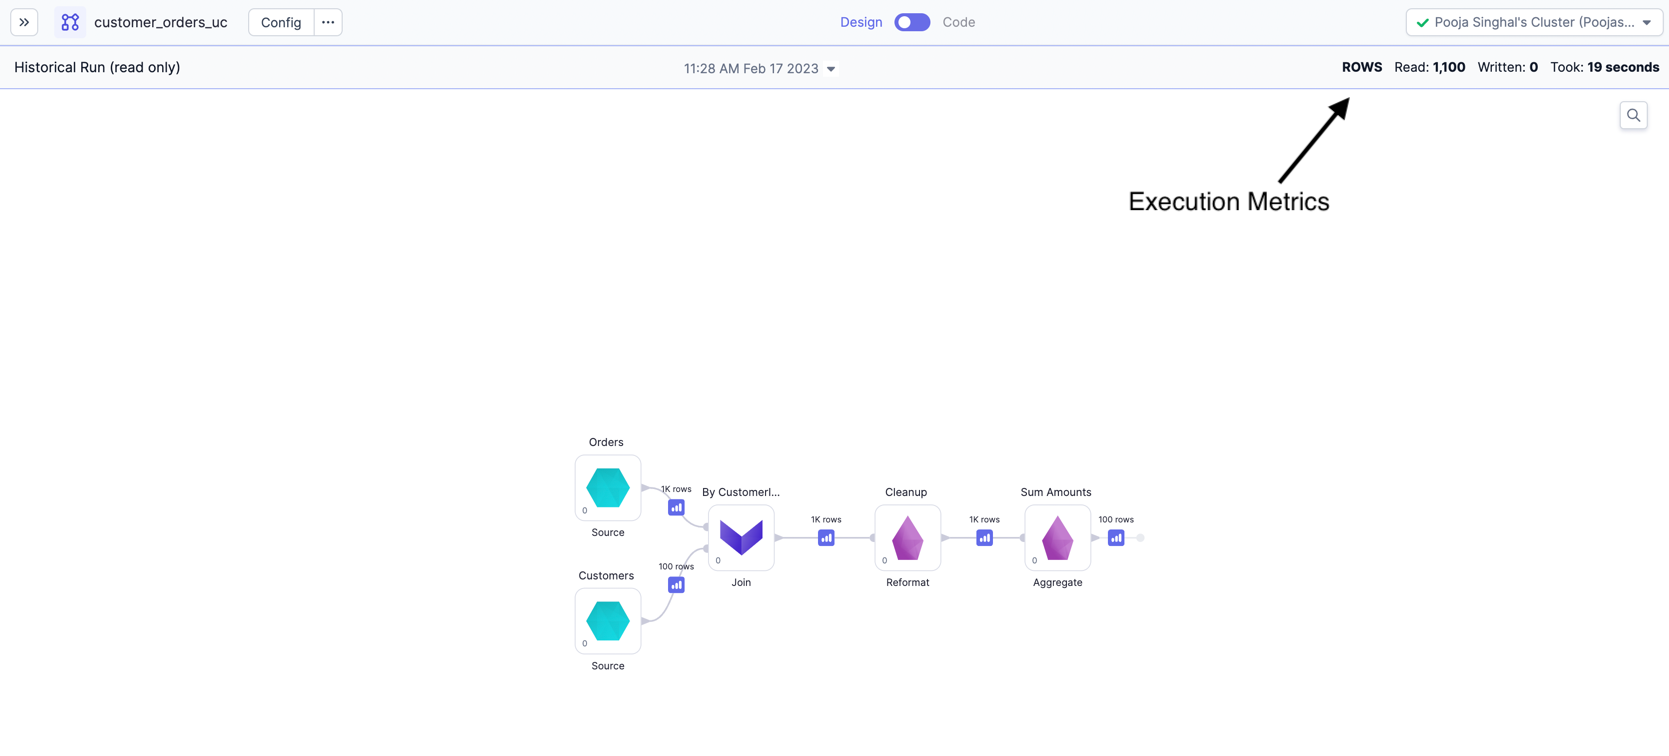 customer_orders_uc
Config
Design
Code
Pooja Singhal's Cluster (Poojas...
Historical Run (read only)
11:28 AM Feb 17 2023
ROWS Read: 1,100 Written: 0 Took: 19 seconds
Execution Metrics
Orders
0
Source
1K rows
Customers
0
Source
100 rows
By CustomerI...
0
Join
1K rows
Cleanup
0
Reformat
1K rows
Sum Amounts
0
Aggregate
100 rows